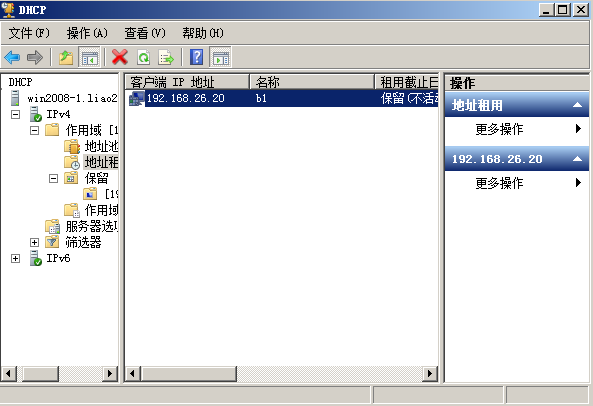 DHCP
文件(F) 操作(A) 查看(V) 帮助(H)
DHCP
win2008-1.liao2
IPv4
作用域 [1
地址池
地址租
保留
[19
作用域
服务器选项
筛选器
IPv6
客户端 IP 地址 名称 租用截止日
192.168.26.20 b1 保留(不活动
操作
地址租用
更多操作
192.168.26.20
更多操作